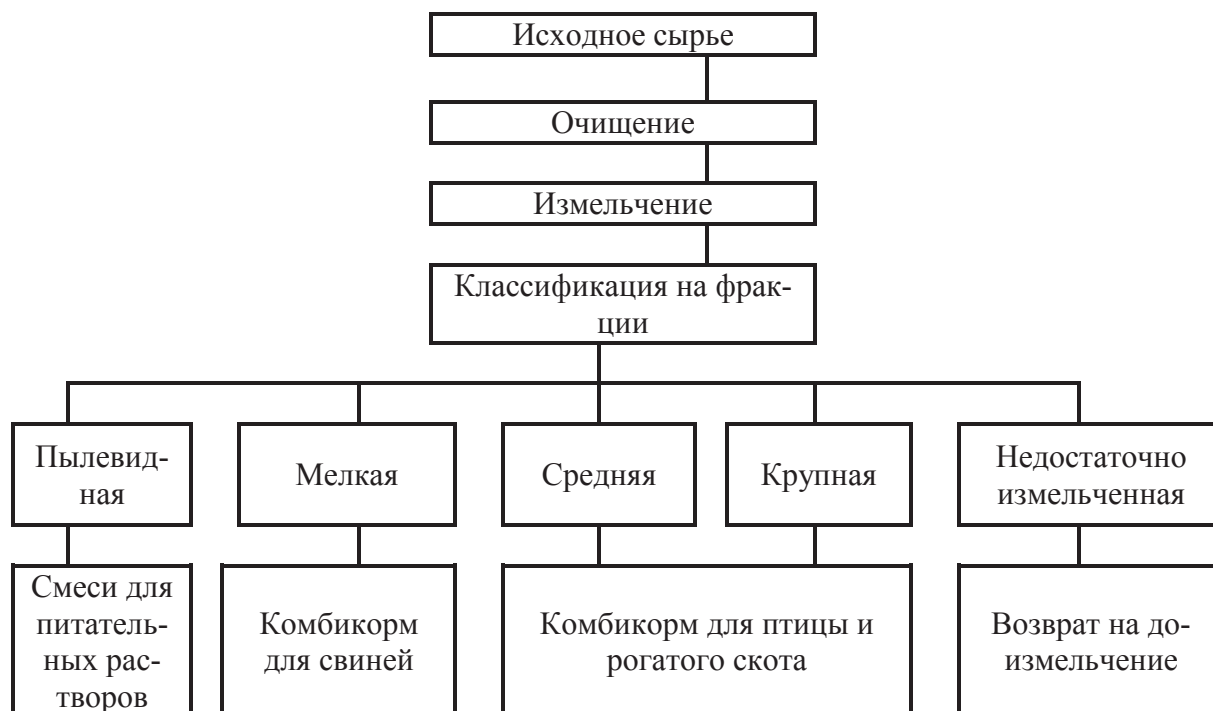 Исходное сырье
Очищение
Измельчение
Классификация на фрак-
ции
Пылевид-
ная
Мелкая
Средняя
Крупная
Недостаточно
измельченная
Смеси для
питатель-
ных рас-
творов
Комбикорм
для свиней
Комбикорм для птицы и
рогатого скота
Возврат на до-
измельчение